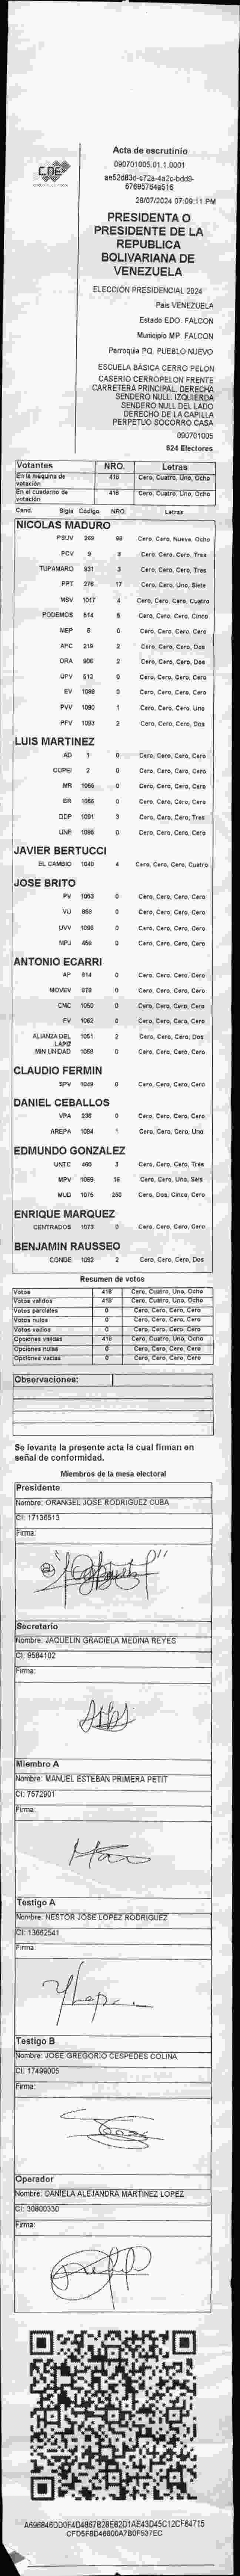 Acta de escrutinio
090701005.01.1.0001
28/07/2024 07:09:11 PM
CNE
PRESIDENTA O
PRESIDENTE DE LA
REPUBLICA
BOLIVARIANA DE
VENEZUELA
ELECCIÓN PRESIDENCIAL 2024
Pais VENEZUELA
Estado EDO. FALCON
Municipio MP. FALCON
Parroquia PQ. PUEBLO NUEVO
ESCUELA BÁSICA CERRO PELÓN
CASERIO CERROPELON FRENTE
CARRETERA PRINCIPAL. DERECHA
SENDERO NULL. IZQUIERDA
SENDERO NULL DEL LADO
DERECHO DE LA CAPILLA
PERPETUO SOCORRO CASA
090701005
624 Electores
Votantes NRO. Letras
En la máquina de votación 418 Cero, Cuatro, Uno, Ocho
En el cuaderno de votación 418 Cero, Cuatro, Uno, Ocho
Cand. Sigla Código NRO. Letras
NICOLAS MADURO
PSUV 269 98 Cero, Cero, Nueve, Ocho
PCV 9 3 Cero, Cero, Cero, Tres
TUPAMARO 931 3 Cero, Cero, Cero, Tres
PPT 276 17 Cero, Cero, Uno, Siete
MSV 1017 4 Cero, Cero, Cero, Cuatro
PODEMOS 514 5 Cero, Cero, Cero, Cinco
MEP 6 0 Cero, Cero, Cero, Cero
APC 219 2 Cero, Cero, Cero, Dos
ORA 906 2 Cero, Cero, Cero, Dos
UPV 513 0 Cero, Cero, Cero, Cero
EV 1089 0 Cero, Cero, Cero, Cero
PVV 1090 1 Cero, Cero, Cero, Uno
PFV 1093 2 Cero, Cero, Cero, Dos
LUIS MARTINEZ
AD 1 0 Cero, Cero, Cero, Cero
COPEI 2 0 Cero, Cero, Cero, Cero
MR 1065 0 Cero, Cero, Cero, Cero
BR 1066 0 Cero, Cero, Cero, Cero
DDP 1091 3 Cero, Cero, Cero, Tres
UNE 1095 0 Cero, Cero, Cero, Cero
JAVIER BERTUCCI
EL CAMBIO 1048 4 Cero, Cero, Cero, Cuatro
JOSE BRITO
PV 1053 0 Cero, Cero, Cero, Cero
VU 868 0 Cero, Cero, Cero, Cero
UVV 1096 0 Cero, Cero, Cero, Cero
MPJ 459 0 Cero, Cero, Cero, Cero
ANTONIO ECARRI
AP 914 0 Cero, Cero, Cero, Cero
MOVEV 878 0 Cero, Cero, Cero, Cero
CMC 1050 0 Cero, Cero, Cero, Cero
FV 1062 0 Cero, Cero, Cero, Cero
ALIANZA DEL LAPIZ 1051 2 Cero, Cero, Cero, Dos
MIN UNIDAD 1068 0 Cero, Cero, Cero, Cero
CLAUDIO FERMIN
SPV 1049 0 Cero, Cero, Cero, Cero
DANIEL CEBALLOS
VPA 236 0 Cero, Cero, Cero, Cero
AREPA 1094 1 Cero, Cero, Cero, Uno
EDMUNDO GONZALEZ
UNTC 460 3 Cero, Cero, Cero, Tres
MPV 1069 16 Cero, Cero, Uno, Seis
MUD 1075 250 Cero, Dos, Cinco, Cero
ENRIQUE MARQUEZ
CENTRADOS 1073 0 Cero, Cero, Cero, Cero
BENJAMIN RAUSSEO
CONDE 1092 2 Cero, Cero, Cero, Dos
Resumen de votos
Votos 418 Cero, Cuatro, Uno, Ocho
Votos validos 418 Cero, Cuatro, Uno, Ocho
Votos parciales 0 Cero, Cero, Cero, Cero
Votos nulos 0 Cero, Cero, Cero, Cero
Votos vacios 0 Cero, Cero, Cero, Cero
Opciones validas 418 Cero, Cuatro, Uno, Ocho
Opciones nulas 0 Cero, Cero, Cero, Cero
Opciones vacias 0 Cero, Cero, Cero, Cero
Observaciones:
Se levanta la presente acta la cual firman en
señal de conformidad.
Miembros de la mesa electoral
Presidente
Nombre: ORANGEL JOSE RODRIGUEZ CUBA
CI: 17136513
Firma:
Secretario
Nombre: JAQUELIN GRACIELA MEDINA REYES
CI: 9584102
Firma:
Miembro A
Nombre: MANUEL ESTEBAN PRIMERA PETIT
CI: 7572901
Firma:
Testigo A
Nombre: NESTOR JOSE LOPEZ RODRIGUEZ
CI: 13662541
Firma:
Testigo B
Nombre: JOSE GREGORIO CESPEDES COLINA
CI: 17499005
Firma:
Operador
Nombre: DANIELA ALEJANDRA MARTINEZ LOPEZ
CI: 30800330
Firma: